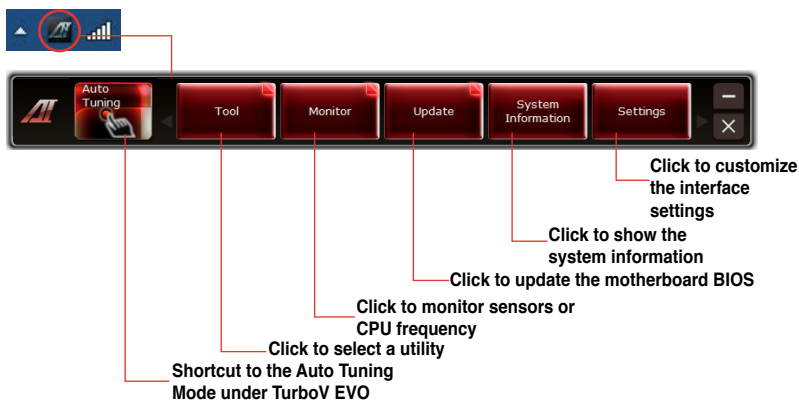 Auto
Tuning
Tool
Monitor
Update
System
Information
Settings
Click to customize
the interface
settings
Click to show the
system information
Click to update the motherboard BIOS
Click to monitor sensors or
CPU frequency
Click to select a utility
Shortcut to the Auto Tuning
Mode under TurboV EVO